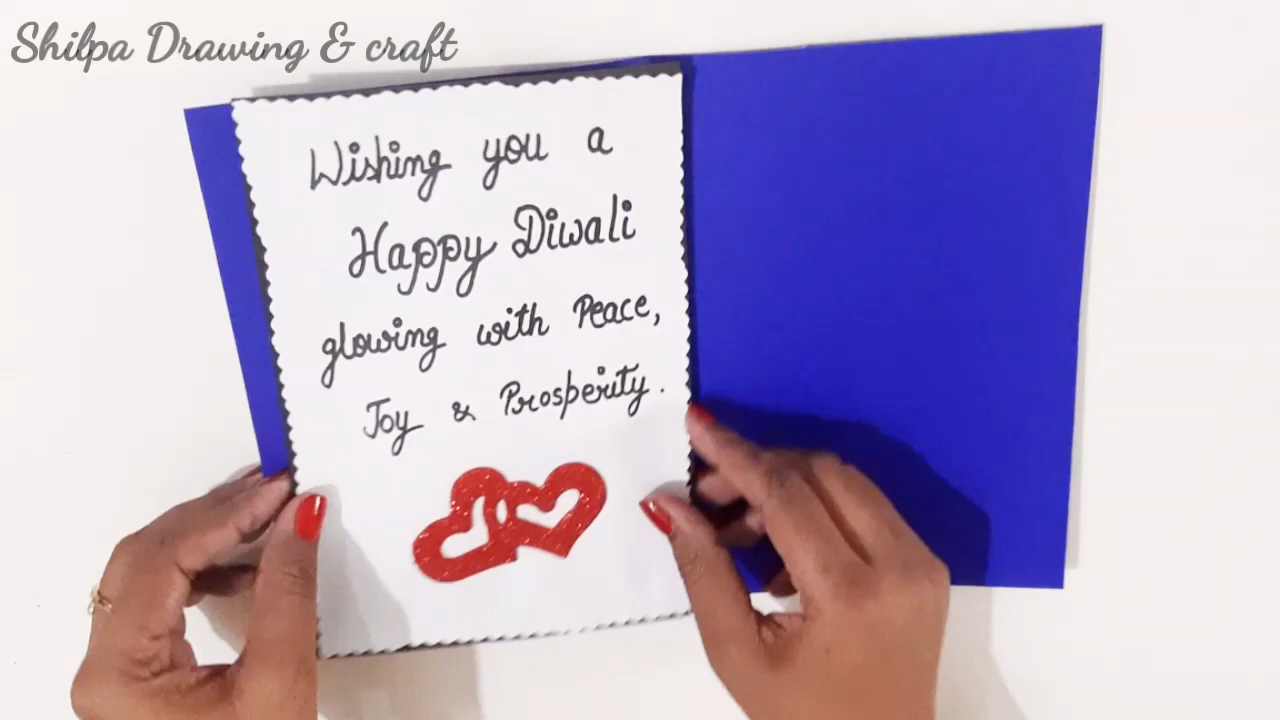 Shilpa Drawing & craft
Wishing you a
Happy Diwali
glowing with Peace,
Joy & Prosperity.